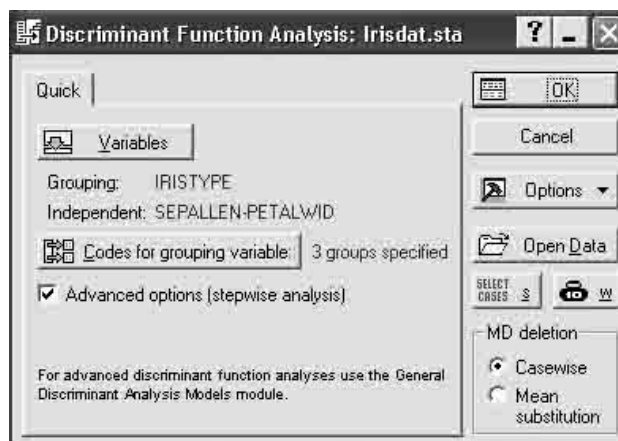 Discriminant Function Analysis: Irisdat.sta
Quick
Variables
Grouping: IRISTYPE
Independent: SEPALLEN-PETALWID
Codes for grouping variable: 3 groups specified
Advanced options (stepwise analysis)
For advanced discriminant function analyses use the General
Discriminant Analysis Models module.
OK
Cancel
Options
Open Data
SELECT
CASES S
W
MD deletion
Casewise
Mean
substitution